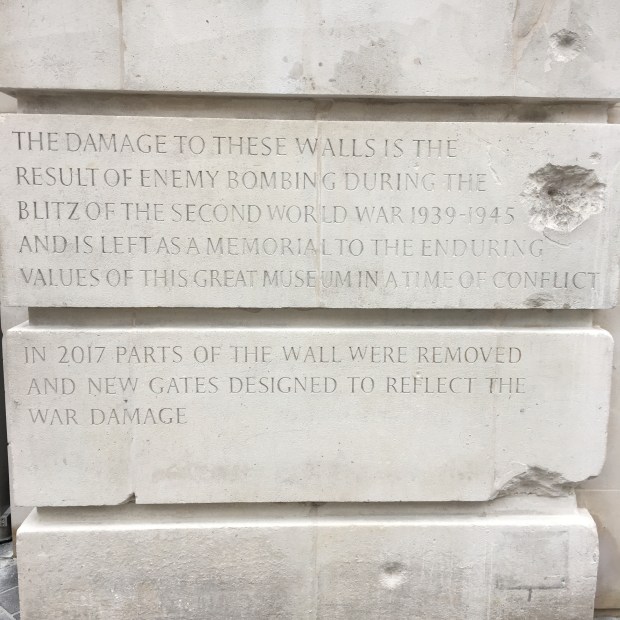 THE DAMAGE TO THESE WALLS IS THE
RESULT OF ENEMY BOMBING DURING THE
BLITZ OF THE SECOND WORLD WAR 1939-1945
AND IS LEFT AS A MEMORIAL TO THE ENDURING
VALUES OF THIS GREAT MUSEUM IN A TIME OF CONFLICT
IN 2017 PARTS OF THE WALL WERE REMOVED
AND NEW GATES DESIGNED TO REFLECT THE
WAR DAMAGE